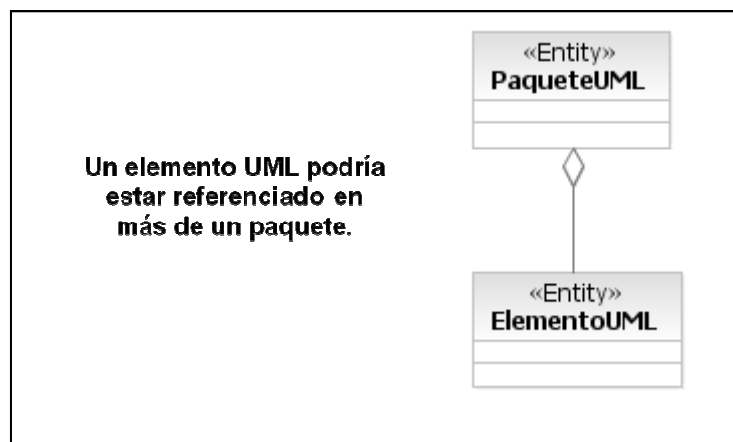 «Entity»
PaqueteUML
Un elemento UML podría
estar referenciado en
más de un paquete.
«Entity»
ElementoUML